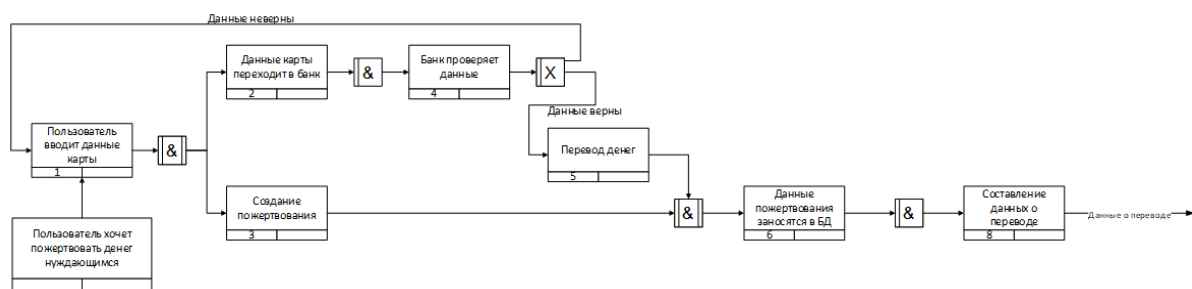 Данные неверны
Данные карты
переходит в банк
2
&
Банк проверяет
данные
4
X
Данные верны
Пользователь
вводит данные
карты
1
&
Перевод денег
5
Создание
пожертвования
3
&
Данные
пожертвования
заносятся в БД
6
&
Составление
данных о
переводе
8
Данные о переводе
Пользователь хочет
пожертвовать денег
нуждающимся